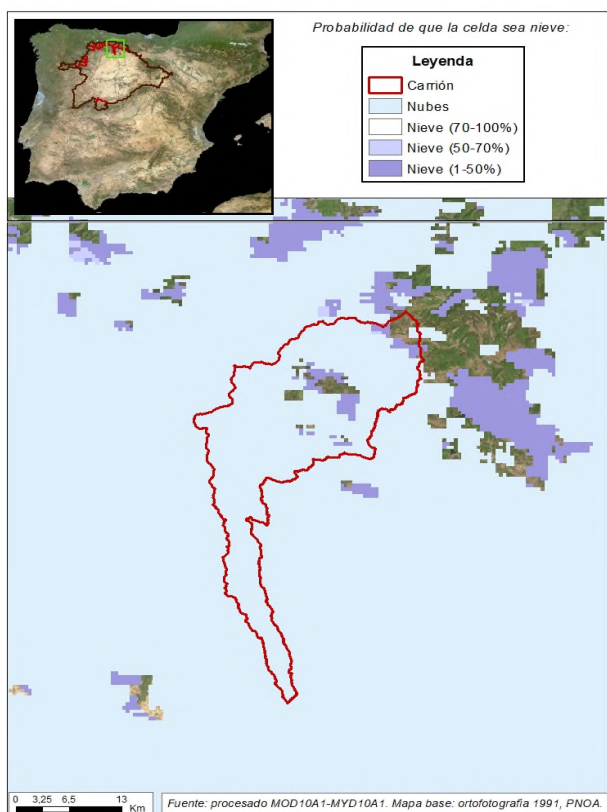 Probabilidad de que la celda sea nieve:
Leyenda
Carrión
Nubes
Nieve (70-100%)
Nieve (50-70%)
Nieve (1-50%)
0 3,25 6,5 13
Km
Fuente: procesado MOD10A1-MYD10A1. Mapa base: ortofotografia 1991, PNOA